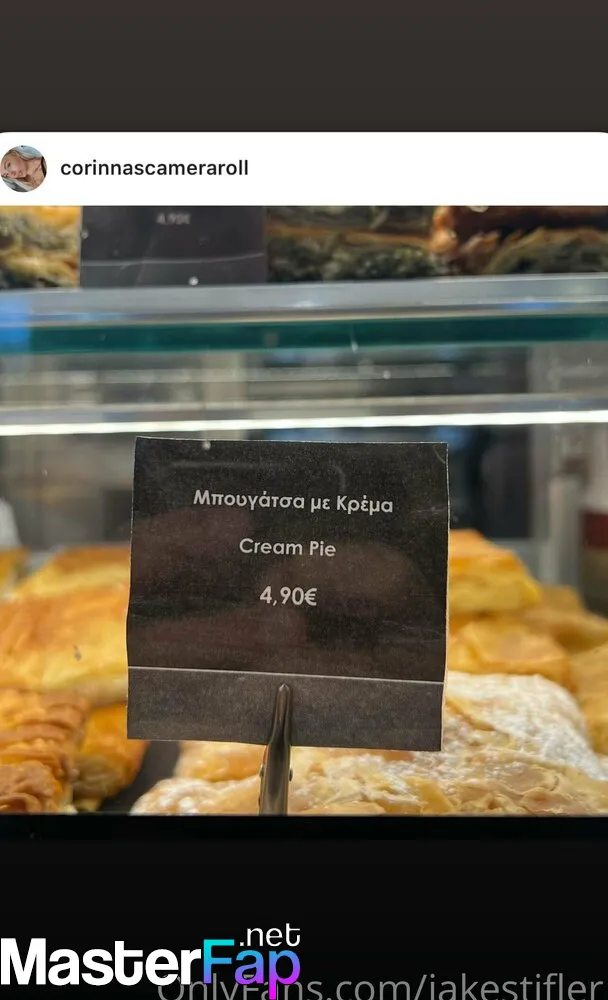 corinnascameraroll
4,90€
Μπουγάτσα με Κρέμα
Cream Pie
4,90€
.net
MasterFap
OnlyFans.com/jakestifler